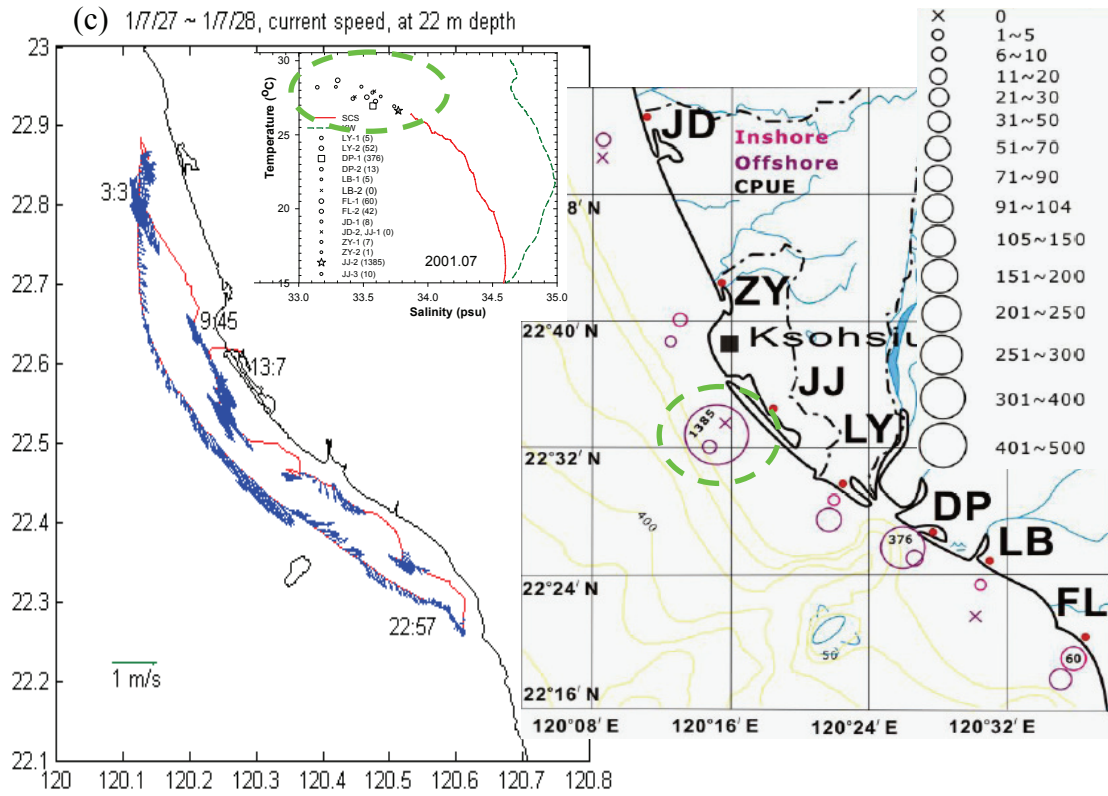 (c) 1/7/27 ~ 1/7/28, current speed, at 22 m depth
23
22.9
22.8
22.7
22.6
22.5
22.4
22.3
22.2
22.1
120
120.1
120.2
120.3
120.4
120.5
120.6
120.7
120.8
3:3
9:45
13:7
22:57
1 m/s
Temperature (°C)
30
25
20
15
SCS
LY-1 (5)
LY-2 (52)
DP-1 (376)
DP-2 (13)
LB-1 (5)
LB-2 (0)
FL-1 (60)
FL-2 (42)
JD-1 (8)
JD-2, JJ-1 (0)
ZY-1 (7)
ZY-2 (1)
JJ-2 (1385)
JJ-3 (10)
2001.07
33.0
33.5
34.0
34.5
35.0
Salinity (psu)
JD
Inshore
Offshore
CPUE
8′ N
ZY
22°40′ N
Ksohsiu
JJ
1385
LY
22°32′ N
400
DP
376
LB
22°24′ N
FL
50
60
22°16′ N
120°08′ E
120°16′ E
120°24′ E
120°32′ E
0
1~5
6~10
11~20
21~30
31~50
51~70
71~90
91~104
105~150
151~200
201~250
251~300
301~400
401~500